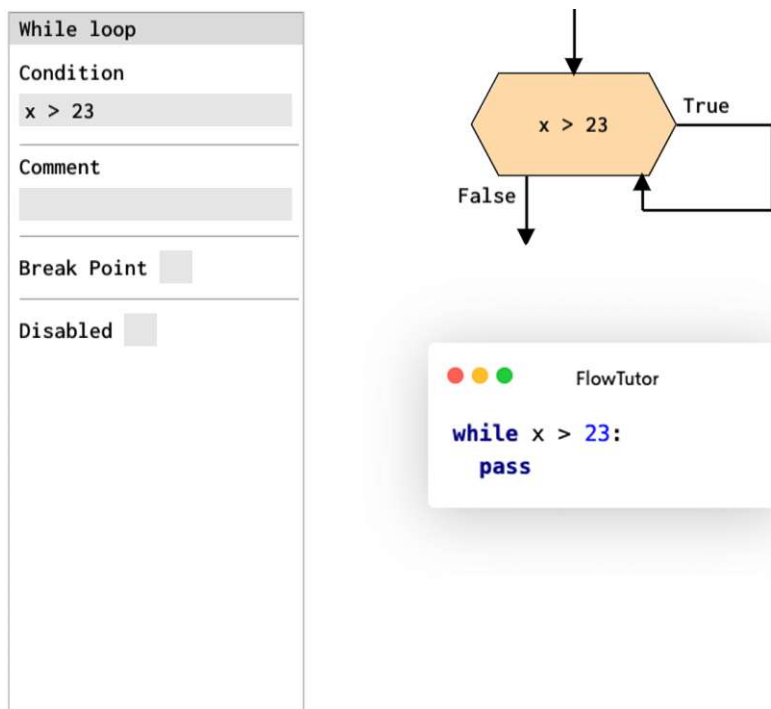 While loop
Condition
x > 23
Comment
Break Point
Disabled
x > 23
True
False
FlowTutor
while x > 23:
  pass